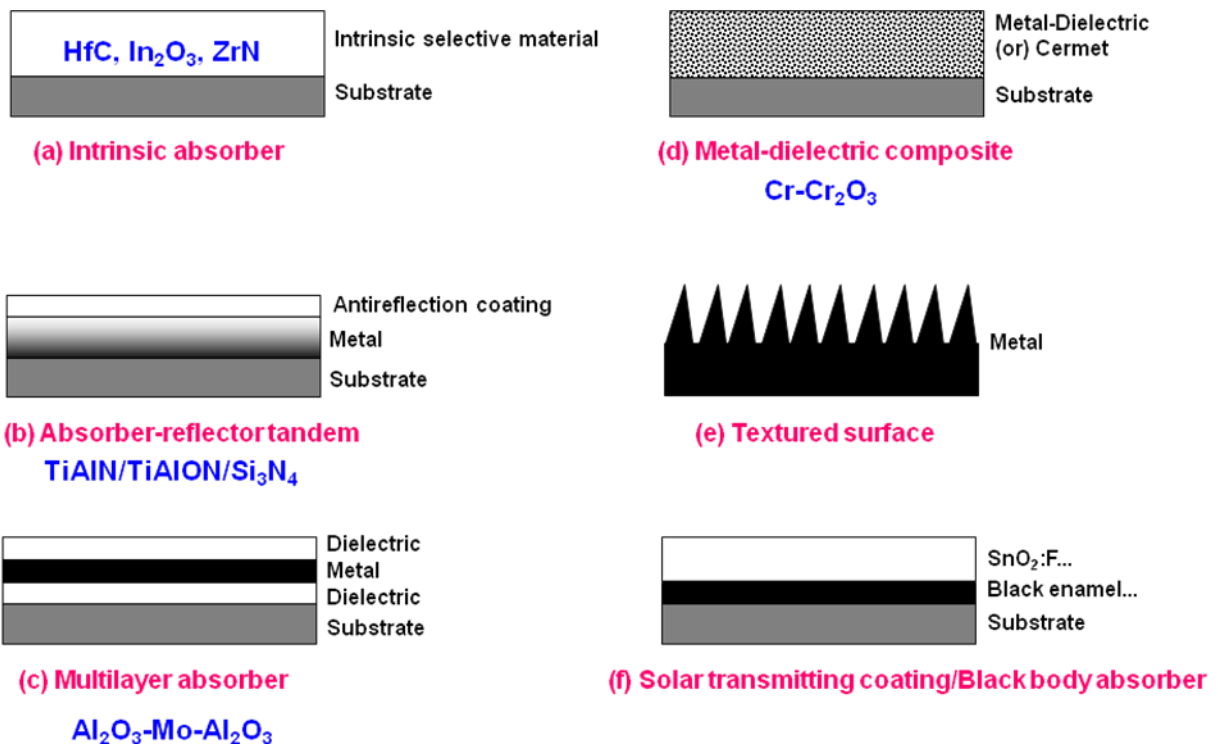 HfC, In₂O₃, ZrN
Intrinsic selective material
Substrate
(a) Intrinsic absorber
Antireflection coating
Metal
Substrate
(b) Absorber-reflector tandem
TiAlN/TiAlON/Si₃N₄
Dielectric
Metal
Dielectric
Substrate
(c) Multilayer absorber
Al₂O₃-Mo-Al₂O₃
Metal-Dielectric
(or) Cermet
Substrate
(d) Metal-dielectric composite
Cr-Cr₂O₃
Metal
(e) Textured surface
SnO₂:F...
Black enamel...
Substrate
(f) Solar transmitting coating/Black body absorber